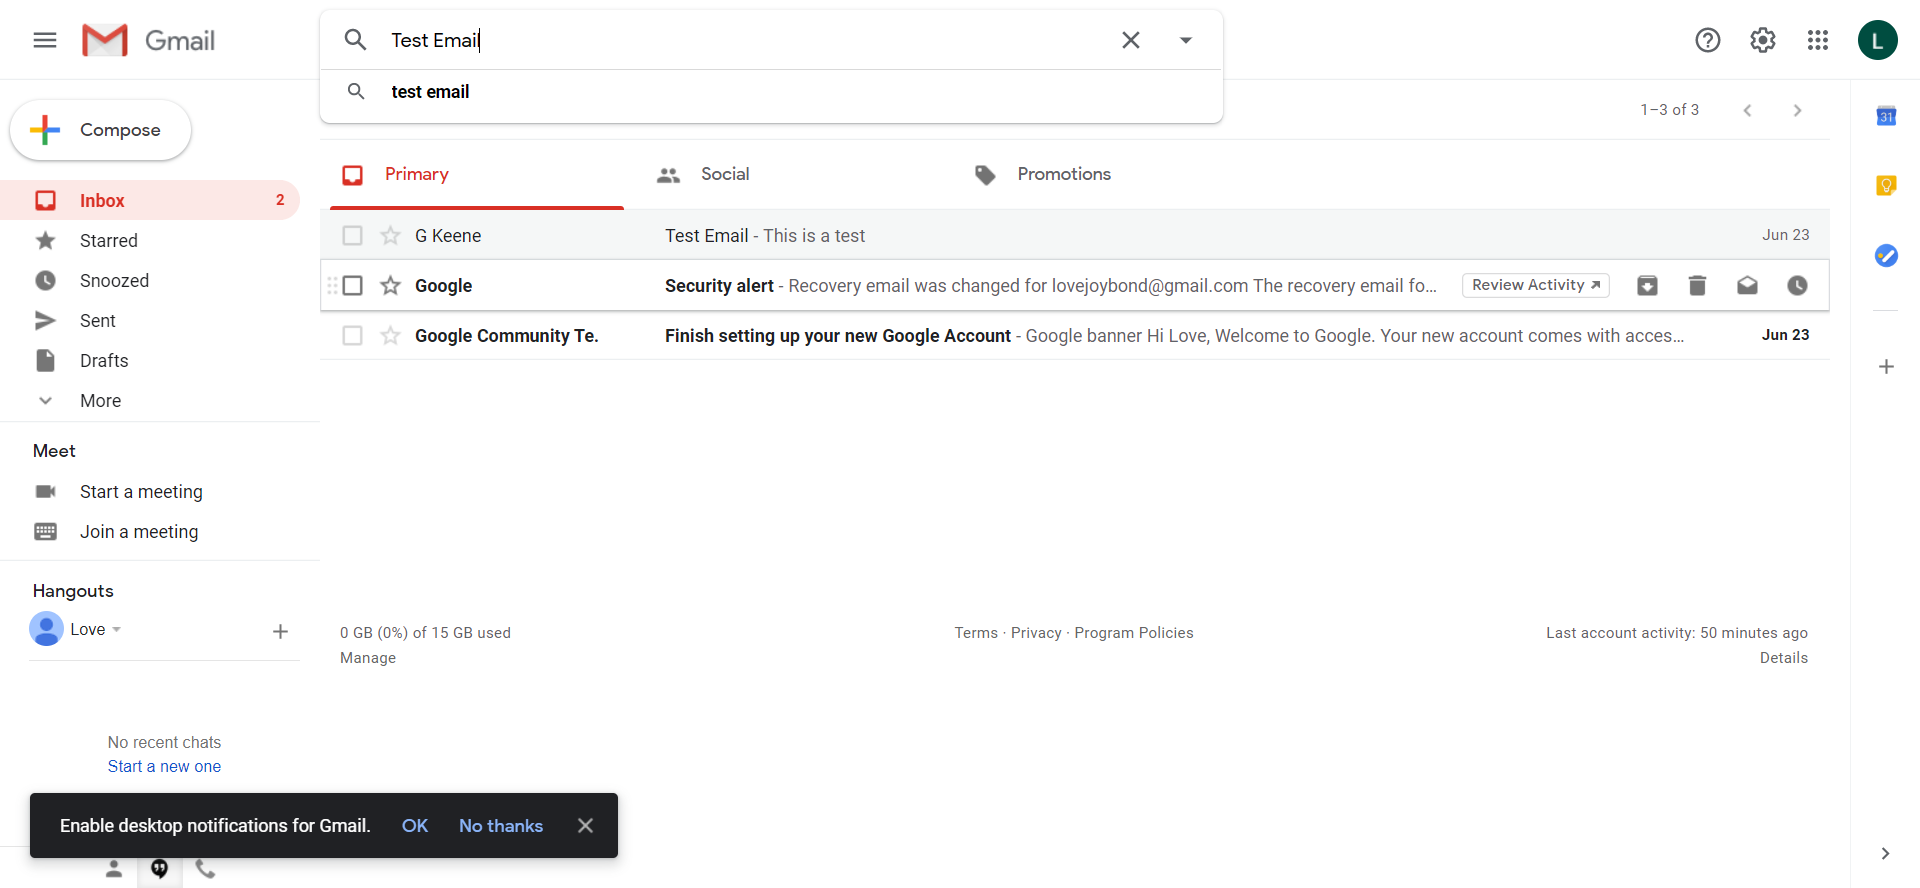 Gmail
Test Email
test email
L
Compose
1–3 of 3
31
Inbox 2
Starred
Snoozed
Sent
Drafts
More
Primary
Social
Promotions
G Keene Test Email - This is a test Jun 23
Google Security alert - Recovery email was changed for lovejoybond@gmail.com The recovery email fo... Review Activity
Google Community Te. Finish setting up your new Google Account - Google banner Hi Love, Welcome to Google. Your new account comes with acces... Jun 23
Meet
Start a meeting
Join a meeting
Hangouts
Love
No recent chats
Start a new one
0 GB (0%) of 15 GB used
Manage
Terms · Privacy · Program Policies
Last account activity: 50 minutes ago
Details
Enable desktop notifications for Gmail. OK No thanks